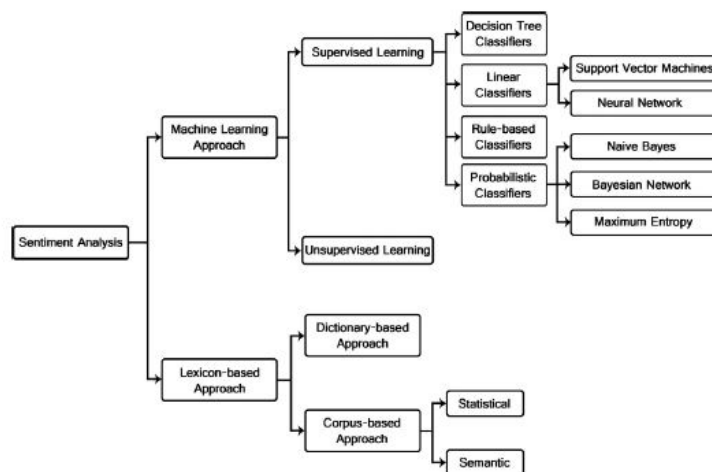 Sentiment Analysis
Machine Learning
Approach
Supervised Learning
Decision Tree
Classifiers
Linear
Classifiers
Support Vector Machines
Neural Network
Rule-based
Classifiers
Probabilistic
Classifiers
Naive Bayes
Bayesian Network
Maximum Entropy
Unsupervised Learning
Lexicon-based
Approach
Dictionary-based
Approach
Corpus-based
Approach
Statistical
Semantic